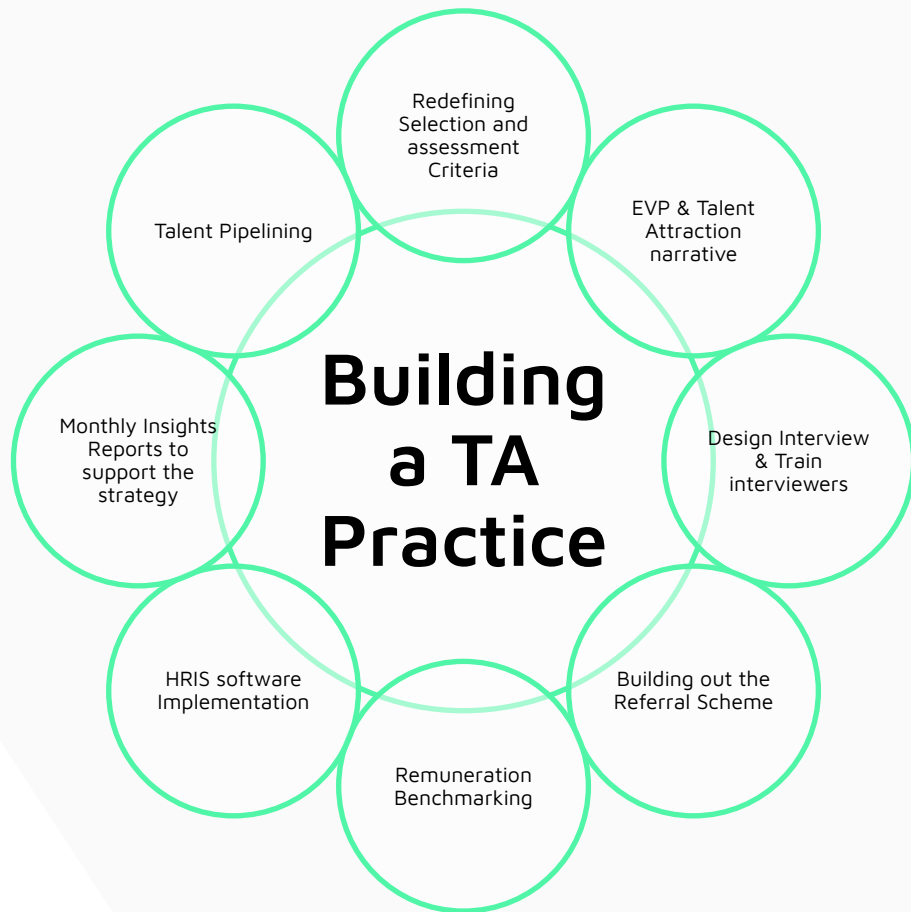 Redefining
Selection and
assessment
Criteria
EVP & Talent
Attraction
narrative
Talent Pipelining
Building
a TA
Practice
Monthly Insights
Reports to
support the
strategy
Design Interview
& Train
interviewers
HRIS software
Implementation
Building out the
Referral Scheme
Remuneration
Benchmarking